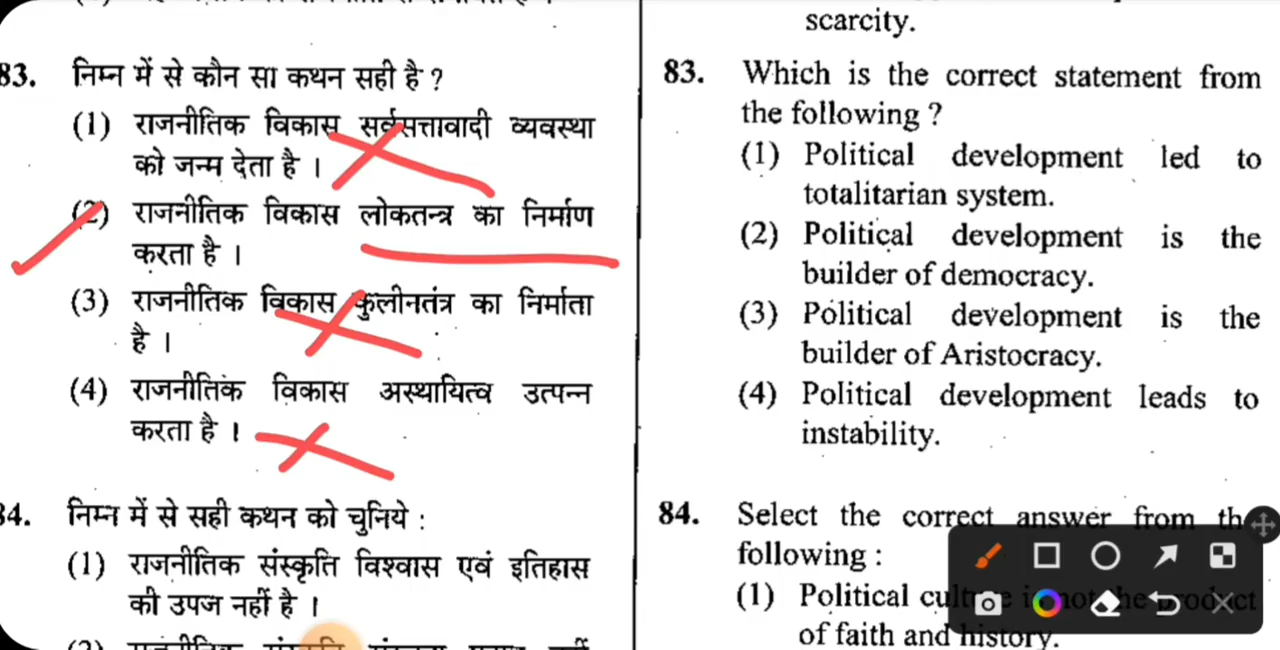 83. निम्न में से कौन सा कथन सही है ?
(1) राजनीतिक विकास सर्वसत्तावादी व्यवस्था
को जन्म देता है ।
(2) राजनीतिक विकास लोकतन्त्र का निर्माण
करता है ।
(3) राजनीतिक विकास कुलीनतंत्र का निर्माता
है ।
(4) राजनीतिक विकास अस्थायित्व उत्पन्न
करता है ।
84. निम्न में से सही कथन को चुनिये :
(1) राजनीतिक संस्कृति विश्वास एवं इतिहास
की उपज नहीं है ।
scarcity.
83. Which is the correct statement from
the following ?
(1) Political development led to
totalitarian system.
(2) Political development is the
builder of democracy.
(3) Political development is the
builder of Aristocracy.
(4) Political development leads to
instability.
84. Select the correct answer from
following :
(1) Political is not the product
of faith and history.